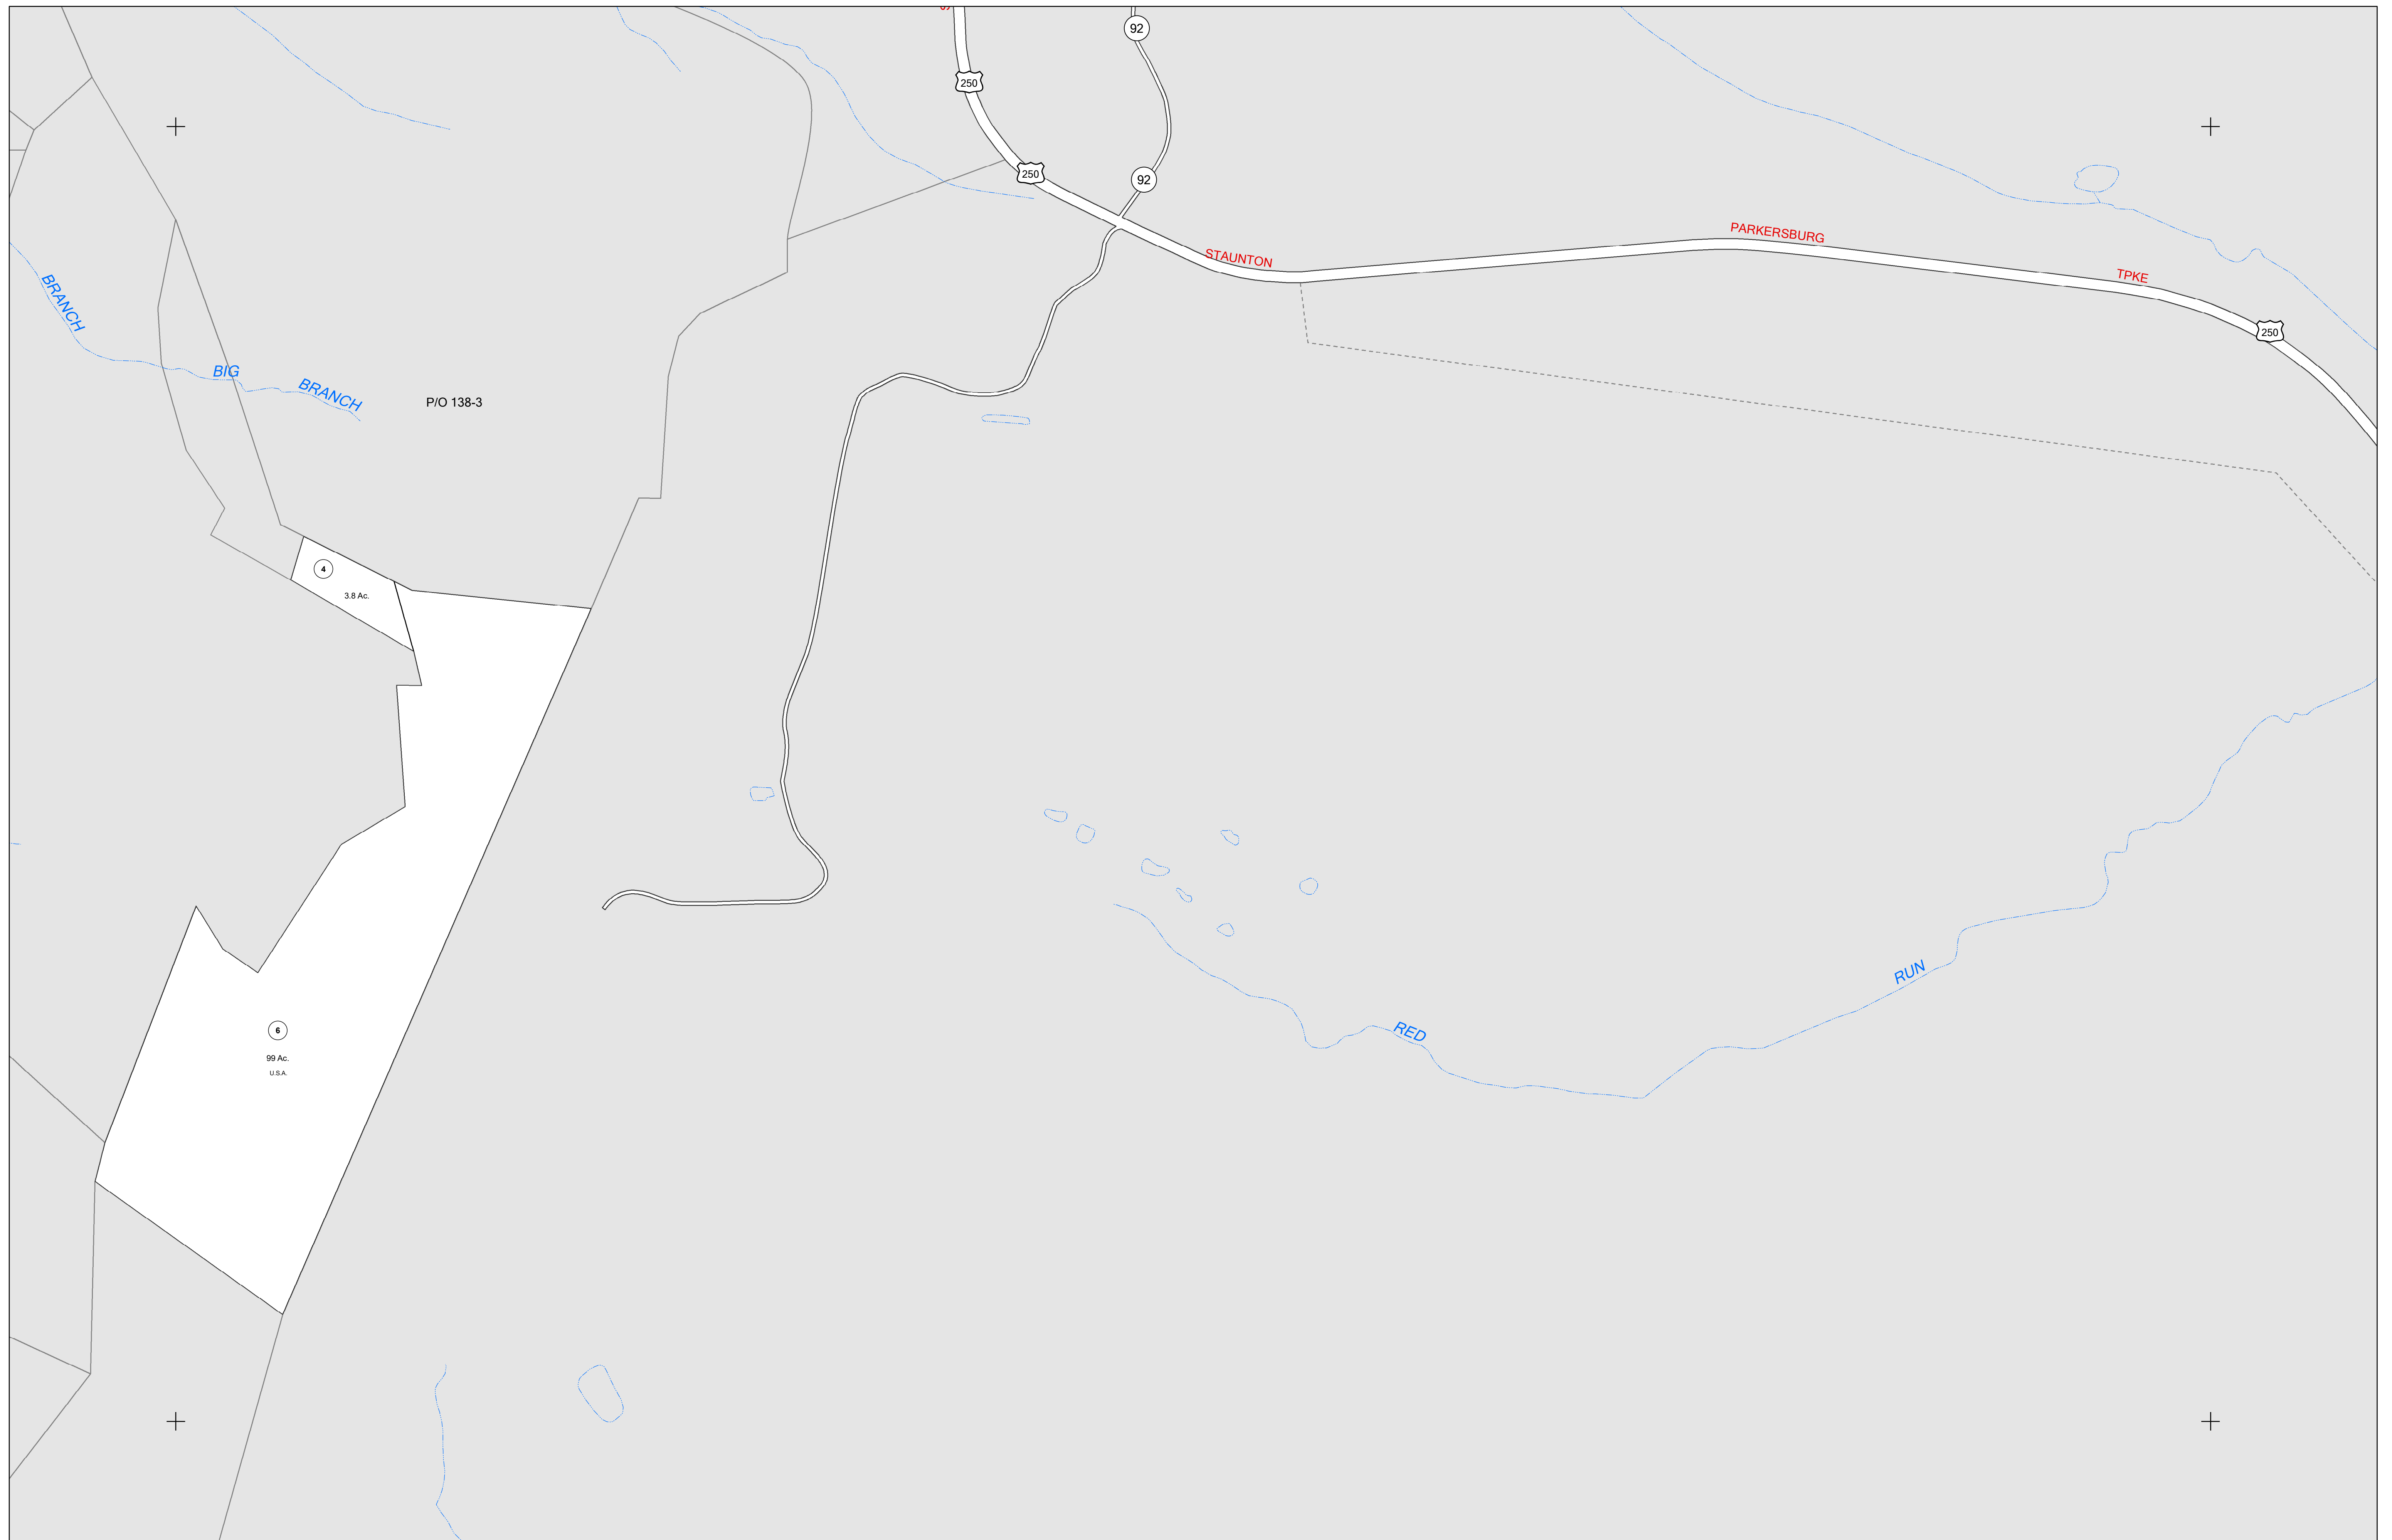 92
250
250
92
STAUNTON
PARKERSBURG
TPKE
250
BRANCH
BIG
BRANCH
P/O 138-3
4
3.8 Ac.
RUN
RED
6
99 Ac.
U.S.A.